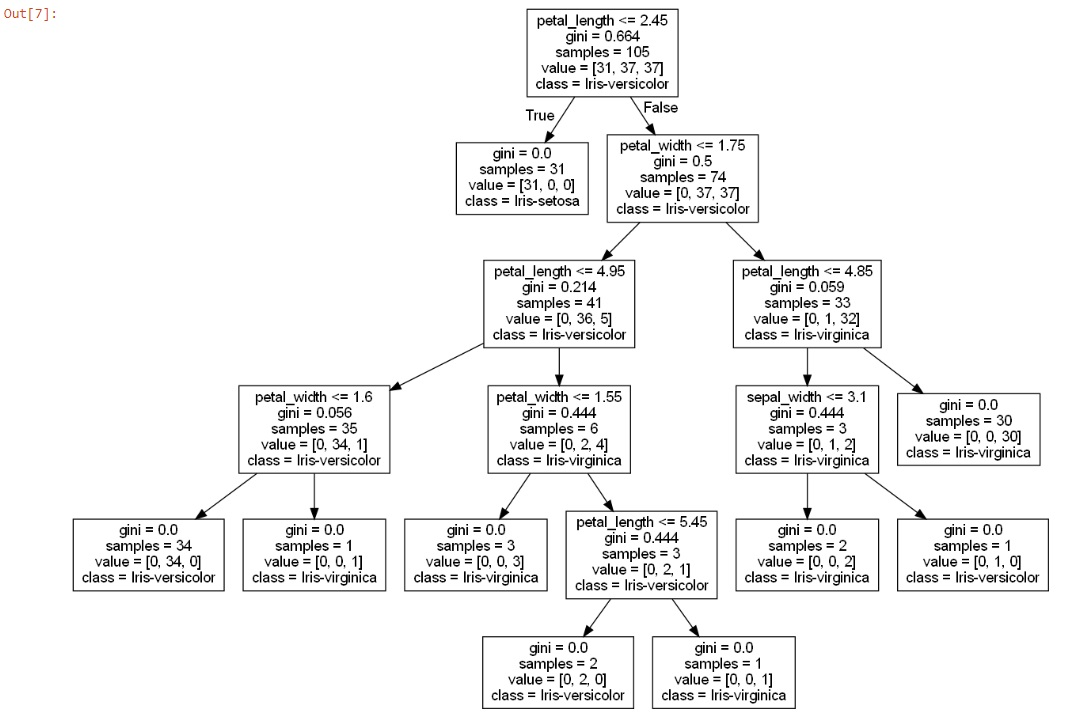 Out[7]:
petal_length <= 2.45
gini = 0.664
samples = 105
value = [31, 37, 37]
class = Iris-versicolor
True
False
gini = 0.0
samples = 31
value = [31, 0, 0]
class = Iris-setosa
petal_width <= 1.75
gini = 0.5
samples = 74
value = [0, 37, 37]
class = Iris-versicolor
petal_length <= 4.95
gini = 0.214
samples = 41
value = [0, 36, 5]
class = Iris-versicolor
petal_length <= 4.85
gini = 0.059
samples = 33
value = [0, 1, 32]
class = Iris-virginica
petal_width <= 1.6
gini = 0.056
samples = 35
value = [0, 34, 1]
class = Iris-versicolor
petal_width <= 1.55
gini = 0.444
samples = 6
value = [0, 2, 4]
class = Iris-virginica
sepal_width <= 3.1
gini = 0.444
samples = 3
value = [0, 1, 2]
class = Iris-virginica
gini = 0.0
samples = 30
value = [0, 0, 30]
class = Iris-virginica
gini = 0.0
samples = 34
value = [0, 34, 0]
class = Iris-versicolor
gini = 0.0
samples = 1
value = [0, 0, 1]
class = Iris-virginica
gini = 0.0
samples = 3
value = [0, 0, 3]
class = Iris-virginica
petal_length <= 5.45
gini = 0.444
samples = 3
value = [0, 2, 1]
class = Iris-versicolor
gini = 0.0
samples = 2
value = [0, 0, 2]
class = Iris-virginica
gini = 0.0
samples = 1
value = [0, 1, 0]
class = Iris-versicolor
gini = 0.0
samples = 2
value = [0, 2, 0]
class = Iris-versicolor
gini = 0.0
samples = 1
value = [0, 0, 1]
class = Iris-virginica